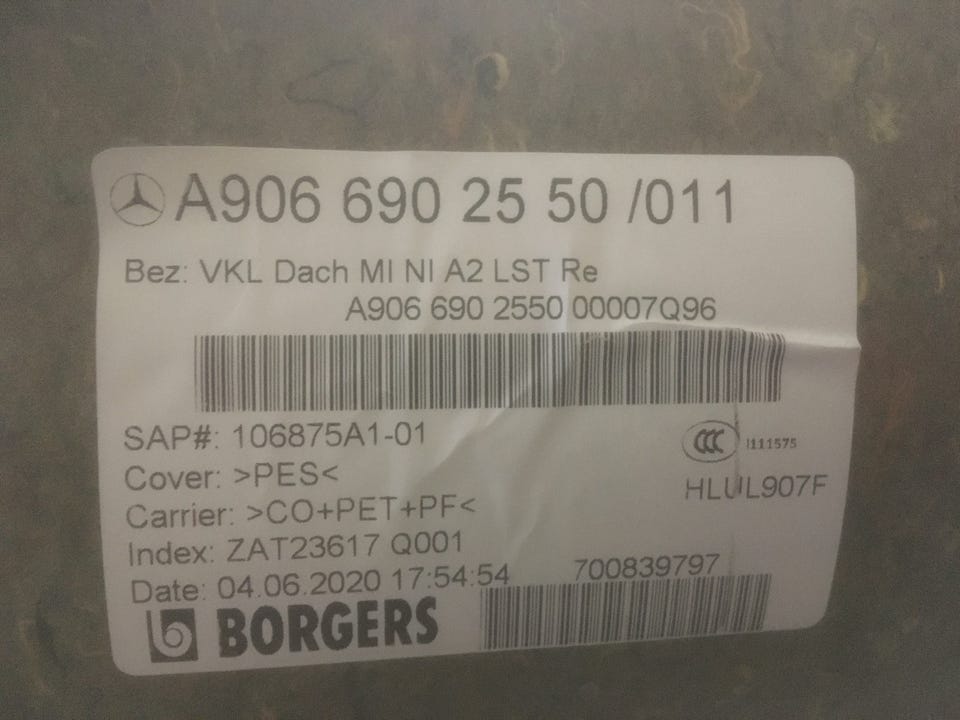 A906 690 25 50 /011
Bez: VKL Dach MI NI A2 LST Re
A906 690 2550 00007Q96
SAP#: 106875A1-01
CCC I111575
Cover: >PES<
HLUL907F
Carrier: >CO+PET+PF<
Index: ZAT23617 Q001
Date: 04.06.2020 17:54:54
700839797
b BORGERS